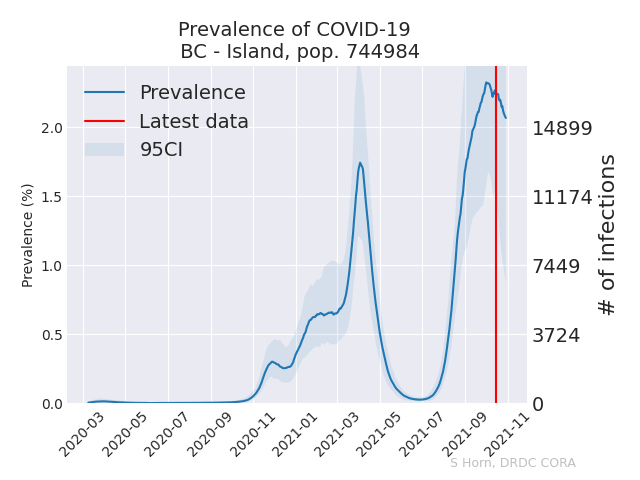 Prevalence of COVID-19
BC - Island, pop. 744984
Prevalence
Latest data
95CI
Prevalence (%)
2.0
1.5
1.0
0.5
0.0
14899
11174
7449
3724
0
# of infections
2020-03
2020-05
2020-07
2020-09
2020-11
2021-01
2021-03
2021-05
2021-07
2021-09
2021-11
S Horn, DRDC CORA